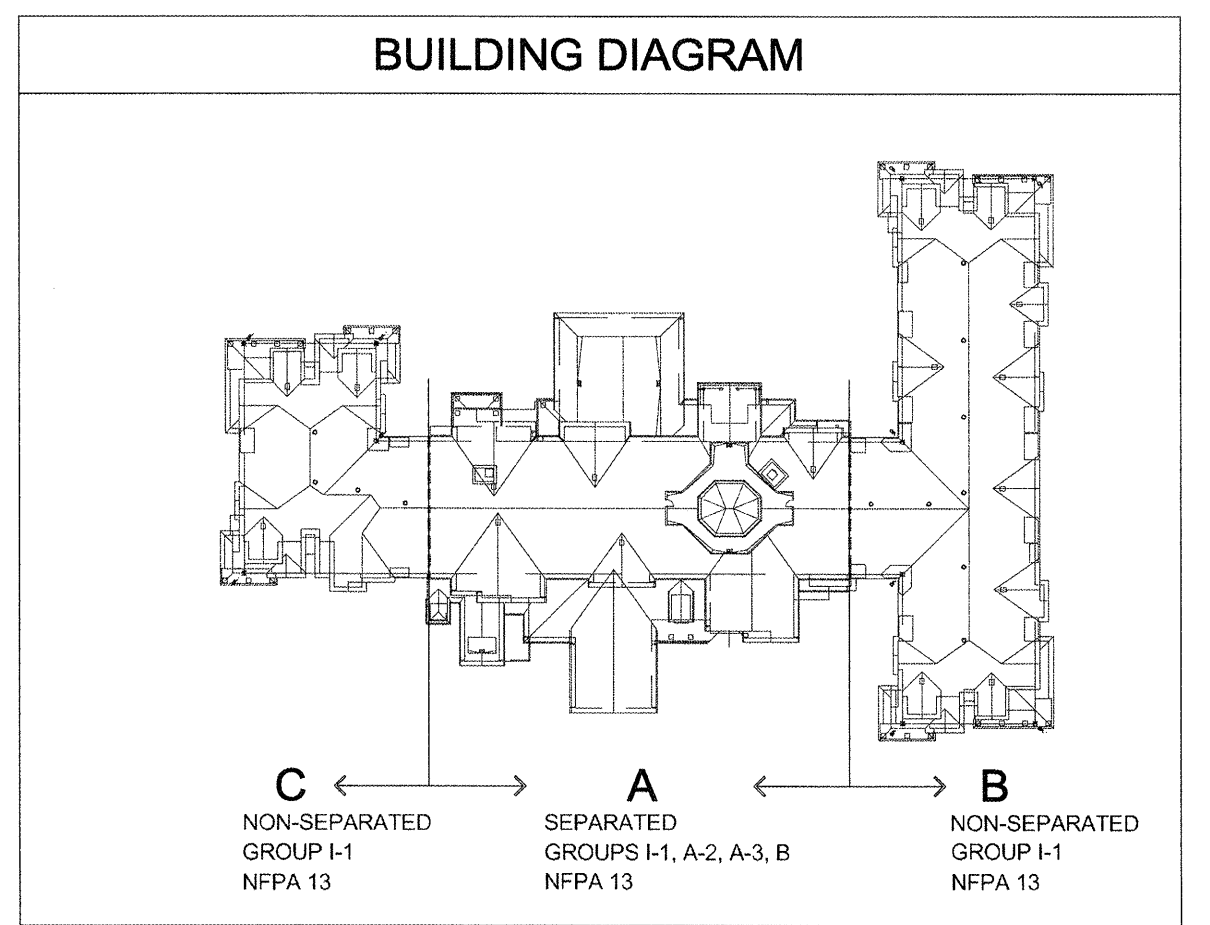 BUILDING DIAGRAM
C
NON-SEPARATED
GROUP I-1
NFPA 13
A
SEPARATED
GROUPS I-1, A-2, A-3, B
NFPA 13
B
NON-SEPARATED
GROUP I-1
NFPA 13